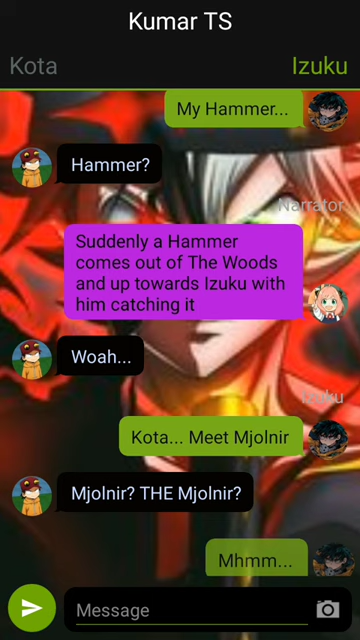 Kumar TS
Kota
Izuku
My Hammer...
Hammer?
Narrator
Suddenly a Hammer
comes out of The Woods
and up towards Izuku with
him catching it
Woah...
Izuku
Kota... Meet Mjolnir
Mjolnir? THE Mjolnir?
Mhmm...
Message